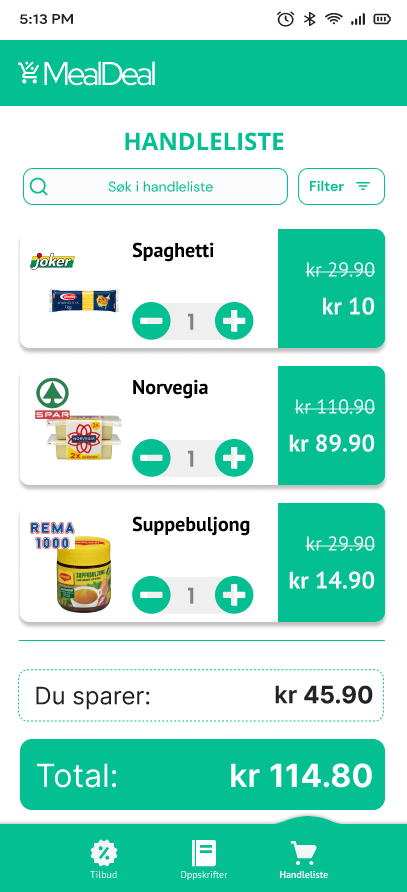 5:13 PM
MealDeal
HANDLELISTE
Søk i handleliste
Filter
joker
Spaghetti
kr 29.90
kr 10
1
SPAR
Norvegia
kr 110.90
NORVEGIA
2X
kr 89.90
1
REMA
1000
Suppebuljong
kr 29.90
kr 14.90
1
Du sparer:
kr 45.90
Total:
kr 114.80
Tilbud
Oppskrifter
Handleliste